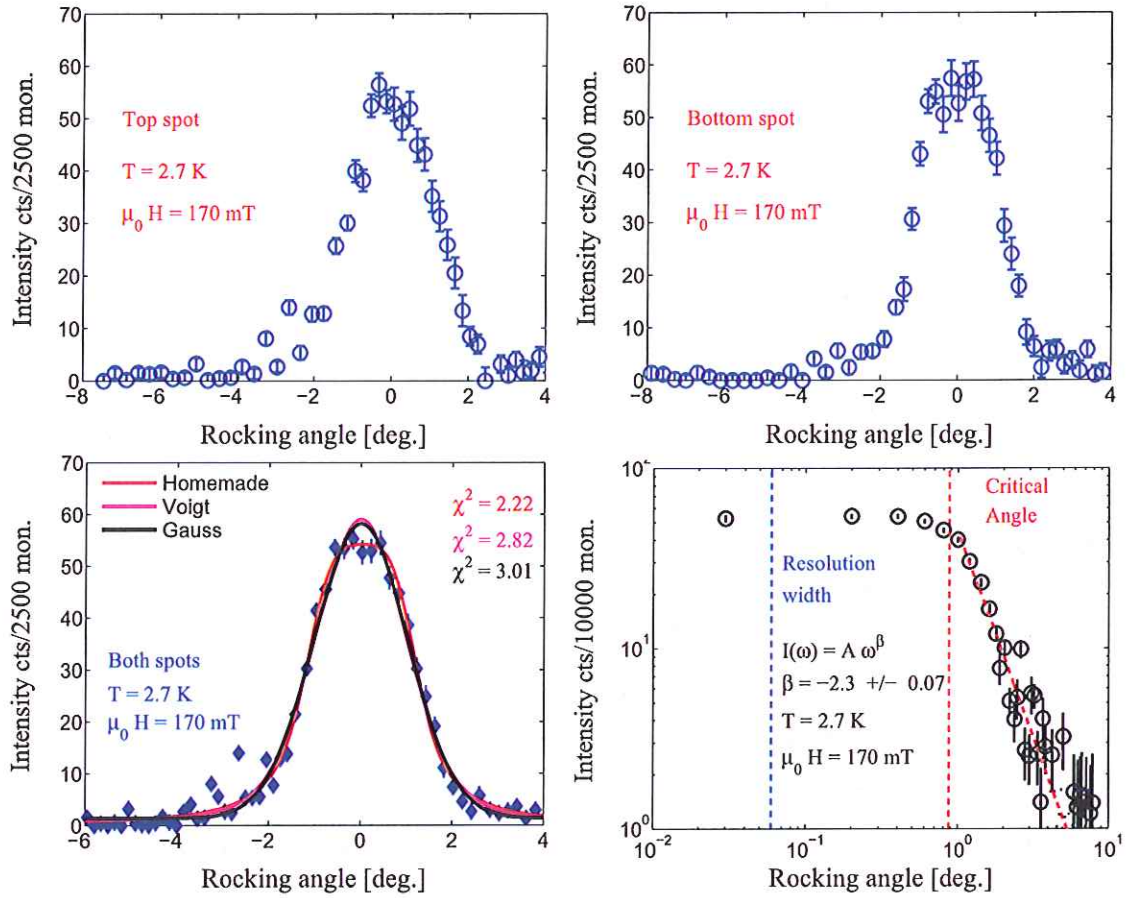 70
60
50
40
30
20
10
0
Intensity cts/2500 mon.
Top spot
T = 2.7 K
μ₀ H = 170 mT
−8 −6 −4 −2 0 2 4
Rocking angle [deg.]
70
60
50
40
30
20
10
0
Intensity cts/2500 mon.
Bottom spot
T = 2.7 K
μ₀ H = 170 mT
−8 −6 −4 −2 0 2 4
Rocking angle [deg.]
70
60
50
40
30
20
10
0
Intensity cts/2500 mon.
Homemade
Voigt
Gauss
χ² = 2.22
χ² = 2.82
χ² = 3.01
Both spots
T = 2.7 K
μ₀ H = 170 mT
−6 −4 −2 0 2 4
Rocking angle [deg.]
10²
10¹
10⁰
Intensity cts/10000 mon.
Critical
Angle
Resolution
width
I(ω) = A ω^β
β = −2.3 +/− 0.07
T = 2.7 K
μ₀ H = 170 mT
10⁻² 10⁻¹ 10⁰ 10¹
Rocking angle [deg.]